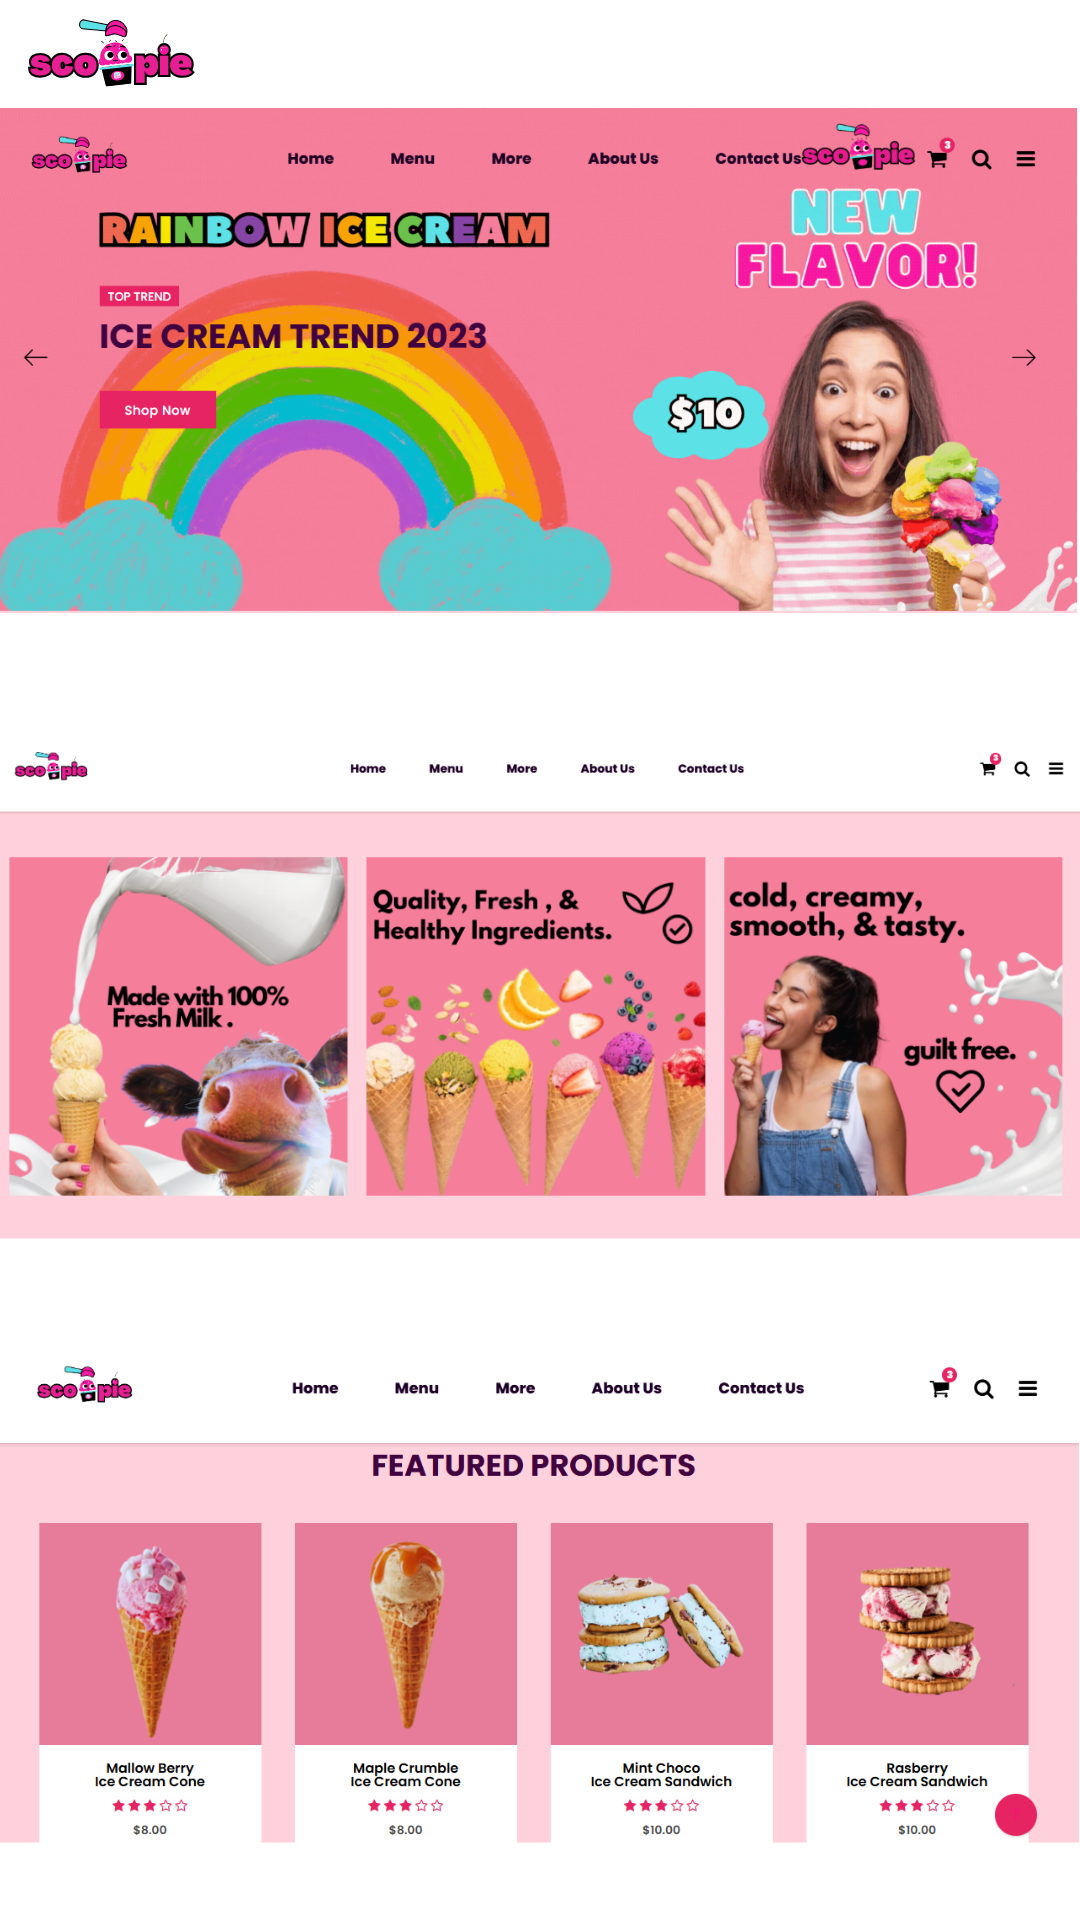 scoopie
scoopie
Home
Menu
More
About Us
Contact Us
scoopie
3
RAINBOW ICE CREAM
NEW
FLAVOR!
TOP TREND
ICE CREAM TREND 2023
$10
Shop Now
scoopie
Home
Menu
More
About Us
Contact Us
3
Made with 100%
Fresh Milk .
Quality, Fresh , &
Healthy Ingredients.
cold, creamy,
smooth, & tasty.
guilt free.
scoopie
Home
Menu
More
About Us
Contact Us
3
FEATURED PRODUCTS
Mallow Berry
Ice Cream Cone
$8.00
Maple Crumble
Ice Cream Cone
$8.00
Mint Choco
Ice Cream Sandwich
$10.00
Rasberry
Ice Cream Sandwich
$10.00